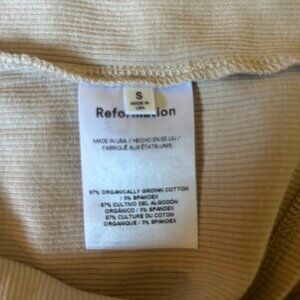 S
MADE IN
USA
Reformation
MADE IN USA / HECHO EN EE.UU /
FABRIQUÉ AUX ÉTATS-UNIS
97% ORGANICALLY GROWN COTTON
/ 3% SPANDEX
97% CULTIVO DEL ALGODÓN
ORGÁNICO / 3% SPANDEX
97% CULTURE DU COTON
ORGANIQUE / 3% SPANDEX